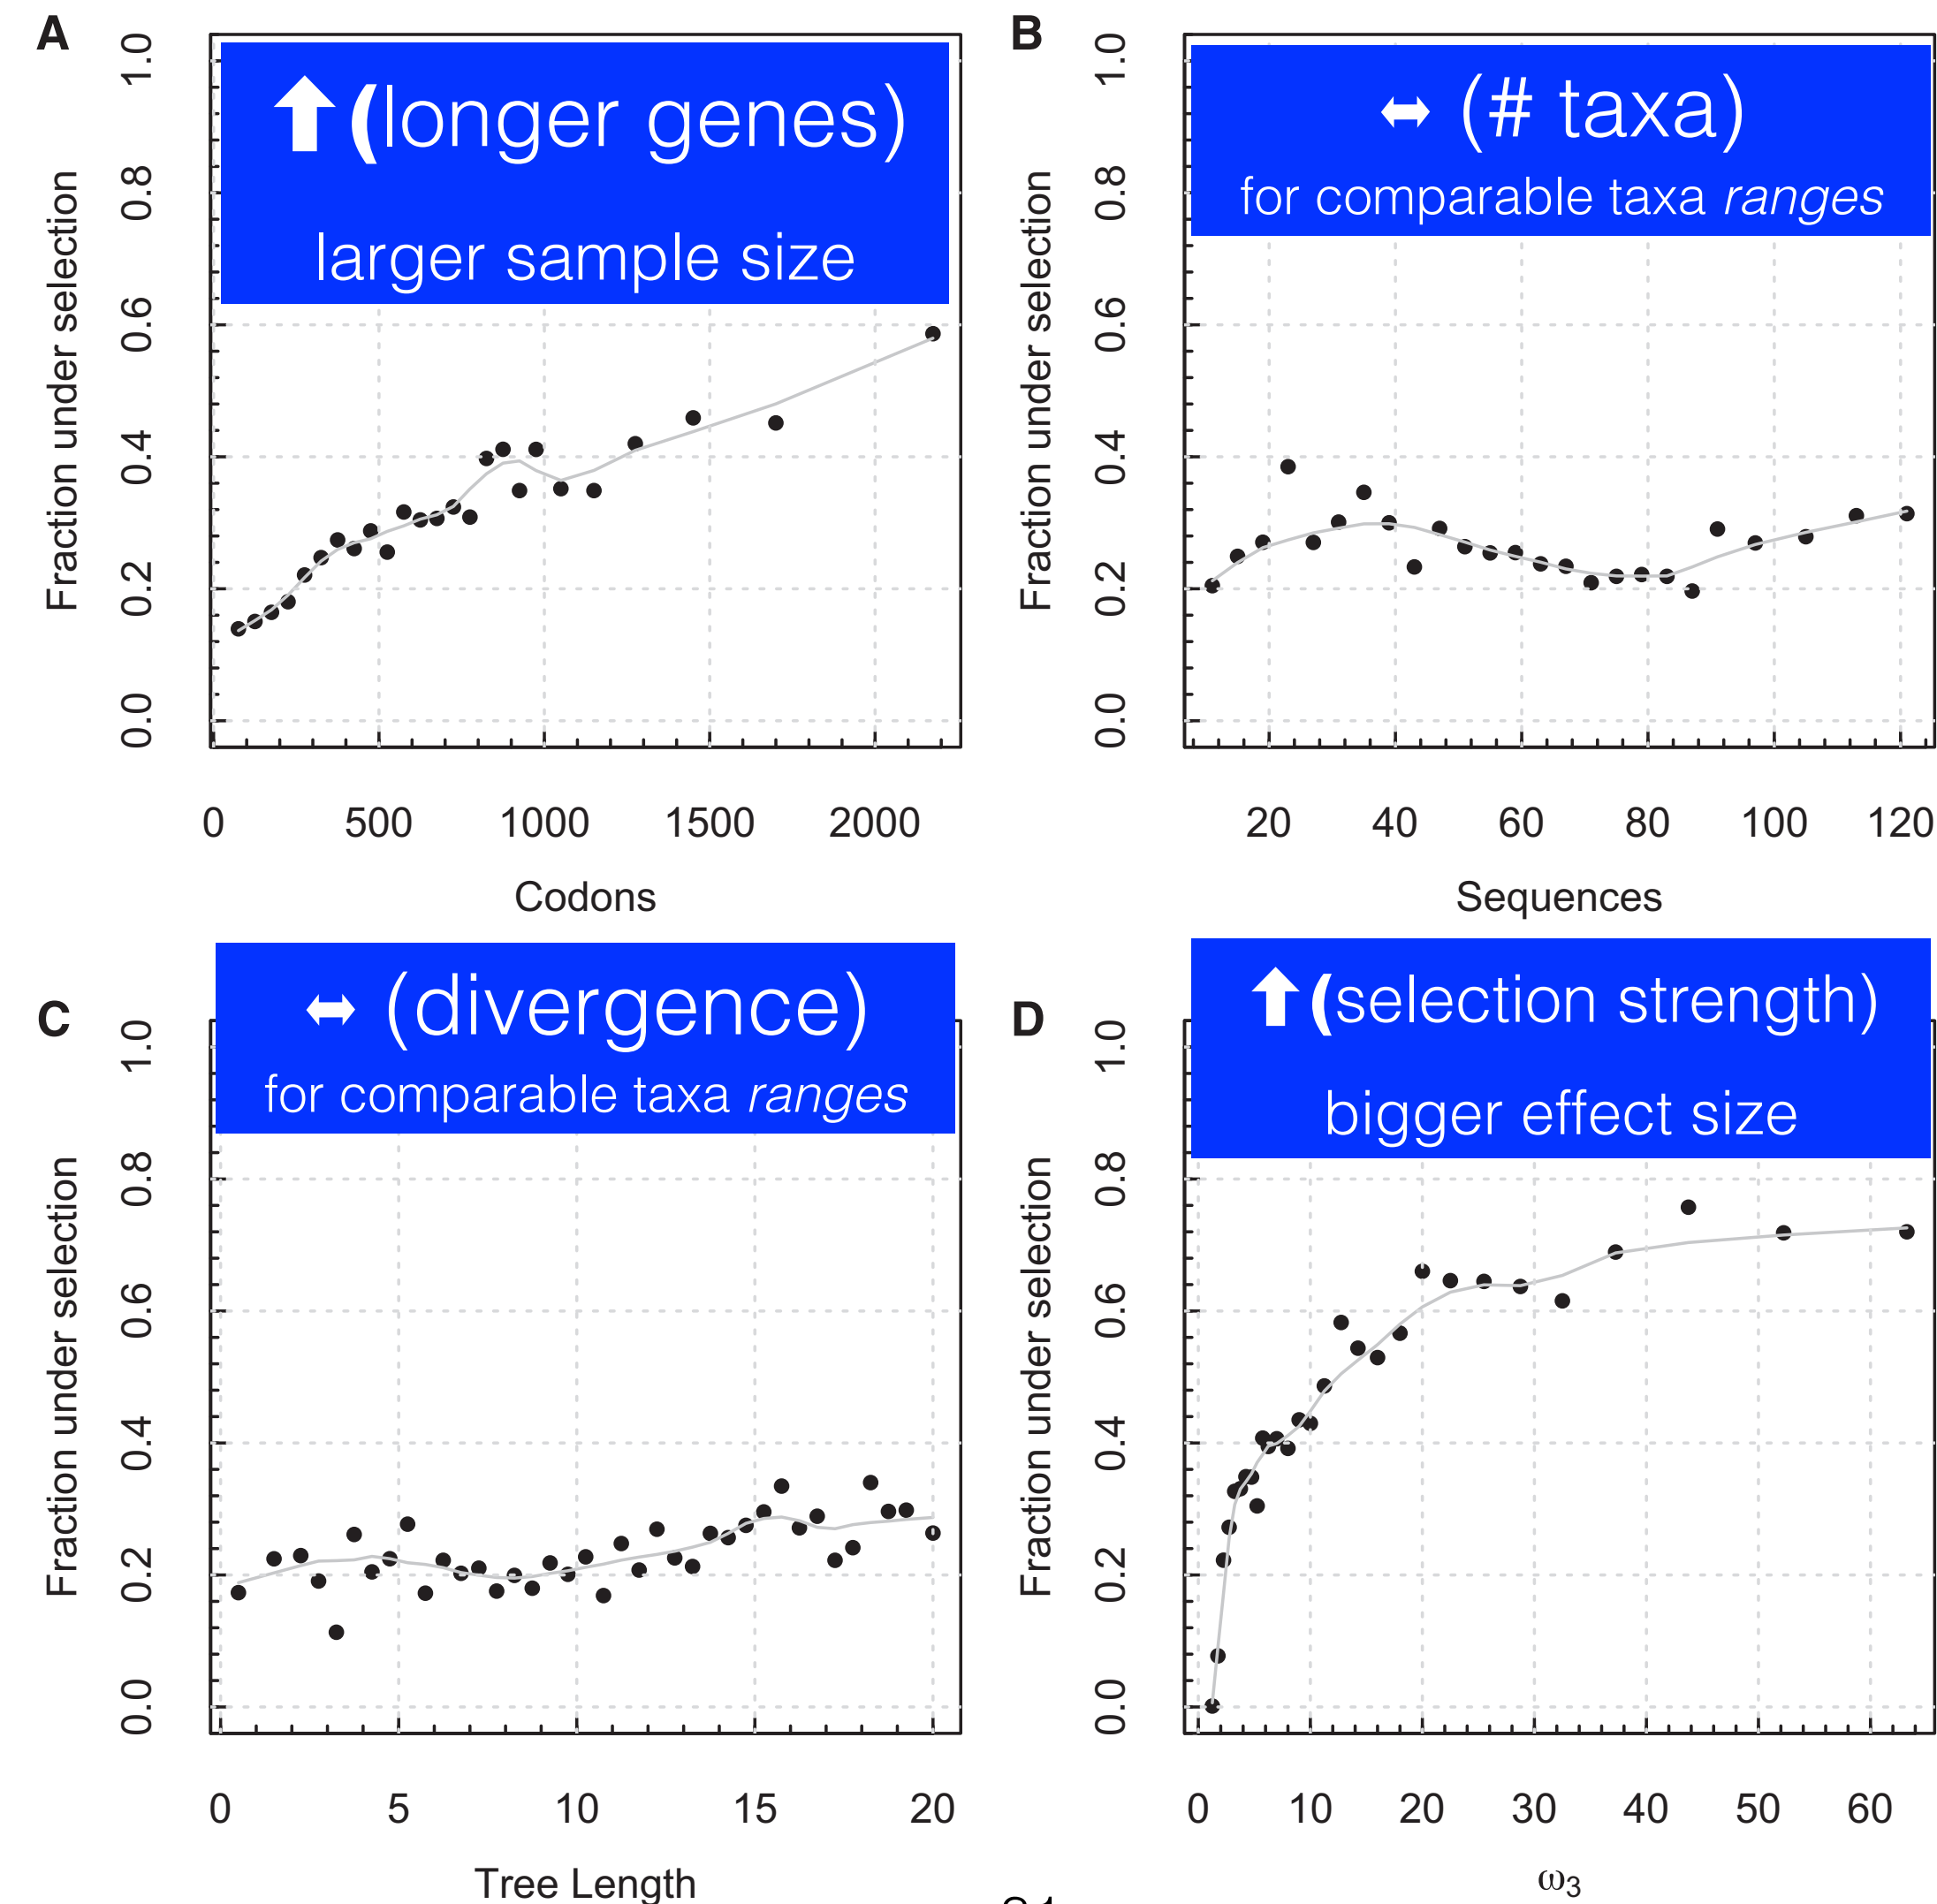 A
1.0
0.8
0.6
0.4
0.2
0.0
Fraction under selection
⬆(longer genes)
larger sample size
0 500 1000 1500 2000
Codons
B
1.0
0.8
0.6
0.4
0.2
0.0
Fraction under selection
↔ (# taxa)
for comparable taxa ranges
20 40 60 80 100 120
Sequences
C
1.0
0.8
0.6
0.4
0.2
0.0
Fraction under selection
↔ (divergence)
for comparable taxa ranges
0 5 10 15 20
Tree Length
D
1.0
0.8
0.6
0.4
0.2
0.0
Fraction under selection
⬆(selection strength)
bigger effect size
0 10 20 30 40 50 60
ω3